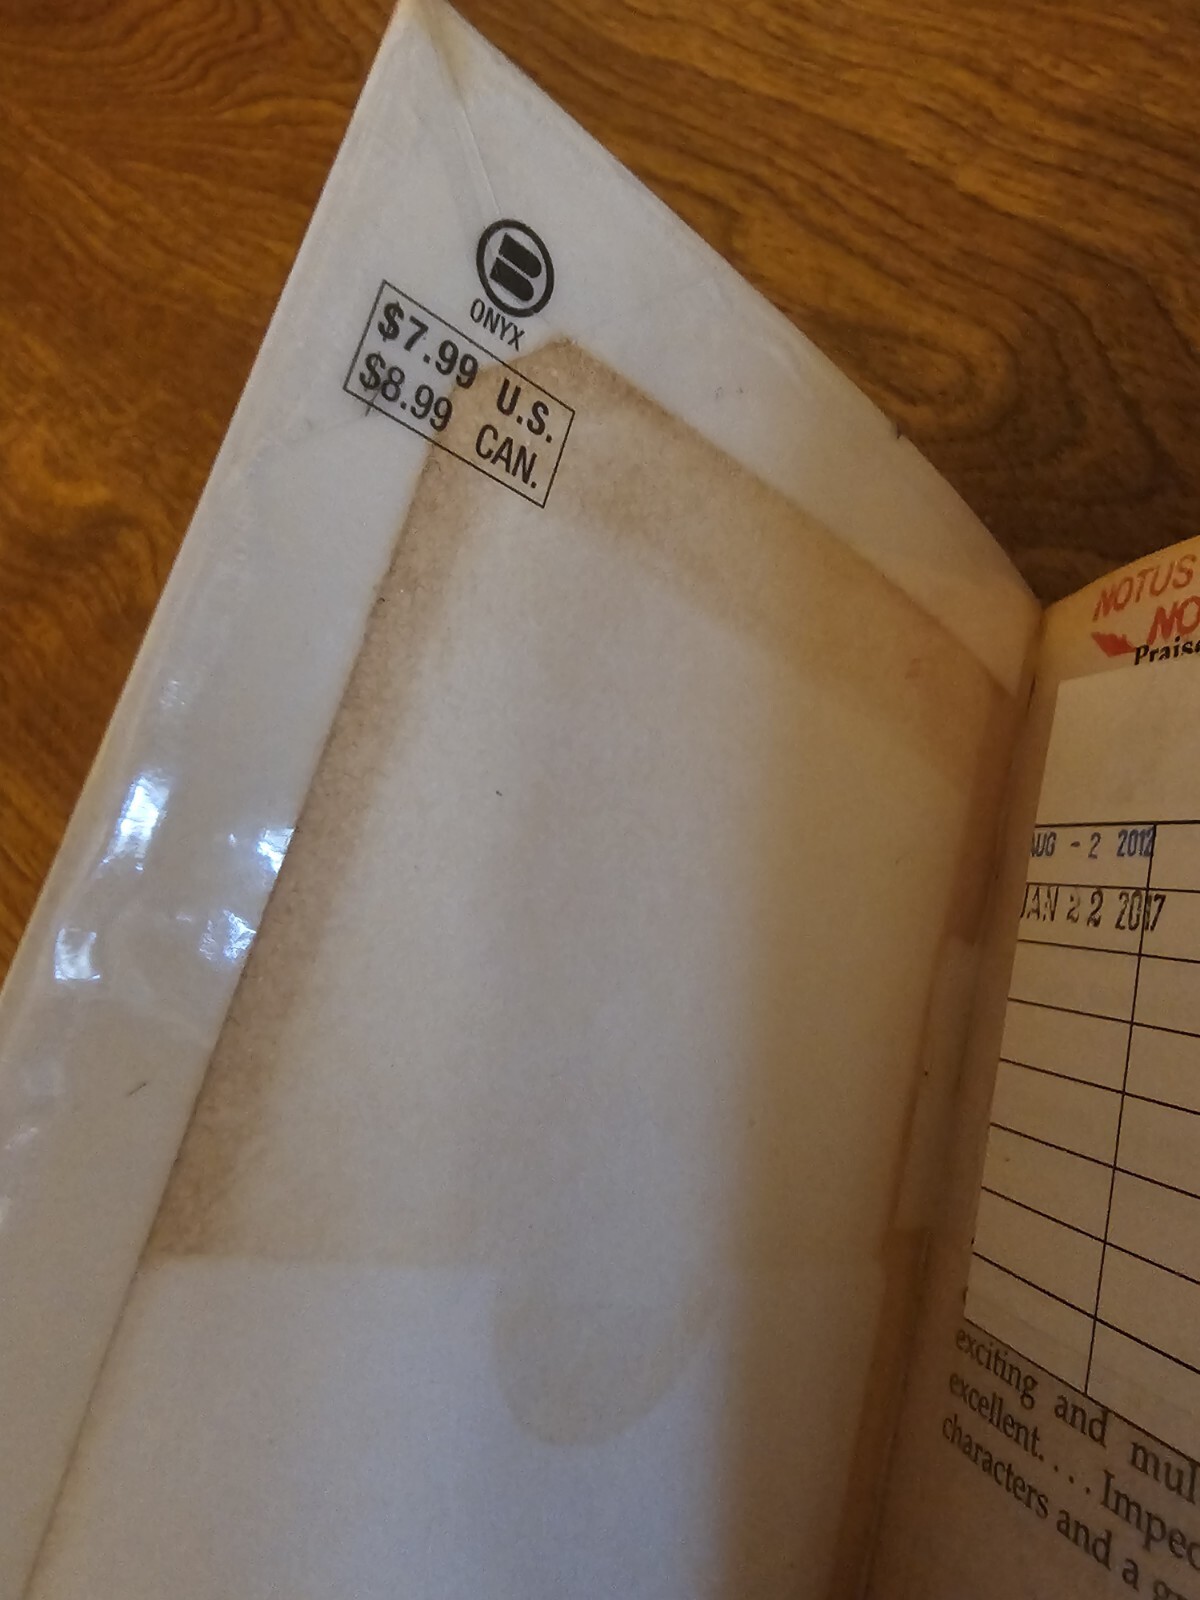 ONYX
$7.99 U.S.
$8.99 CAN.
NOTUS
AUG - 2 2012
JAN 22 2017
exciting and
excellent....
characters and a